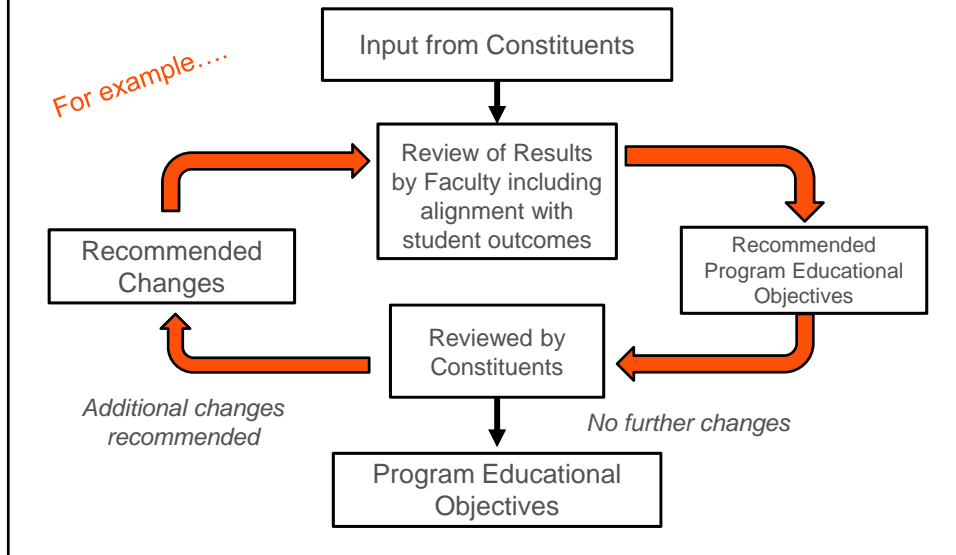 Input from Constituents
For example….
Review of Results
by Faculty including
alignment with
student outcomes
Recommended
Changes
Recommended
Program Educational
Objectives
Reviewed by
Constituents
Additional changes
recommended
No further changes
Program Educational
Objectives